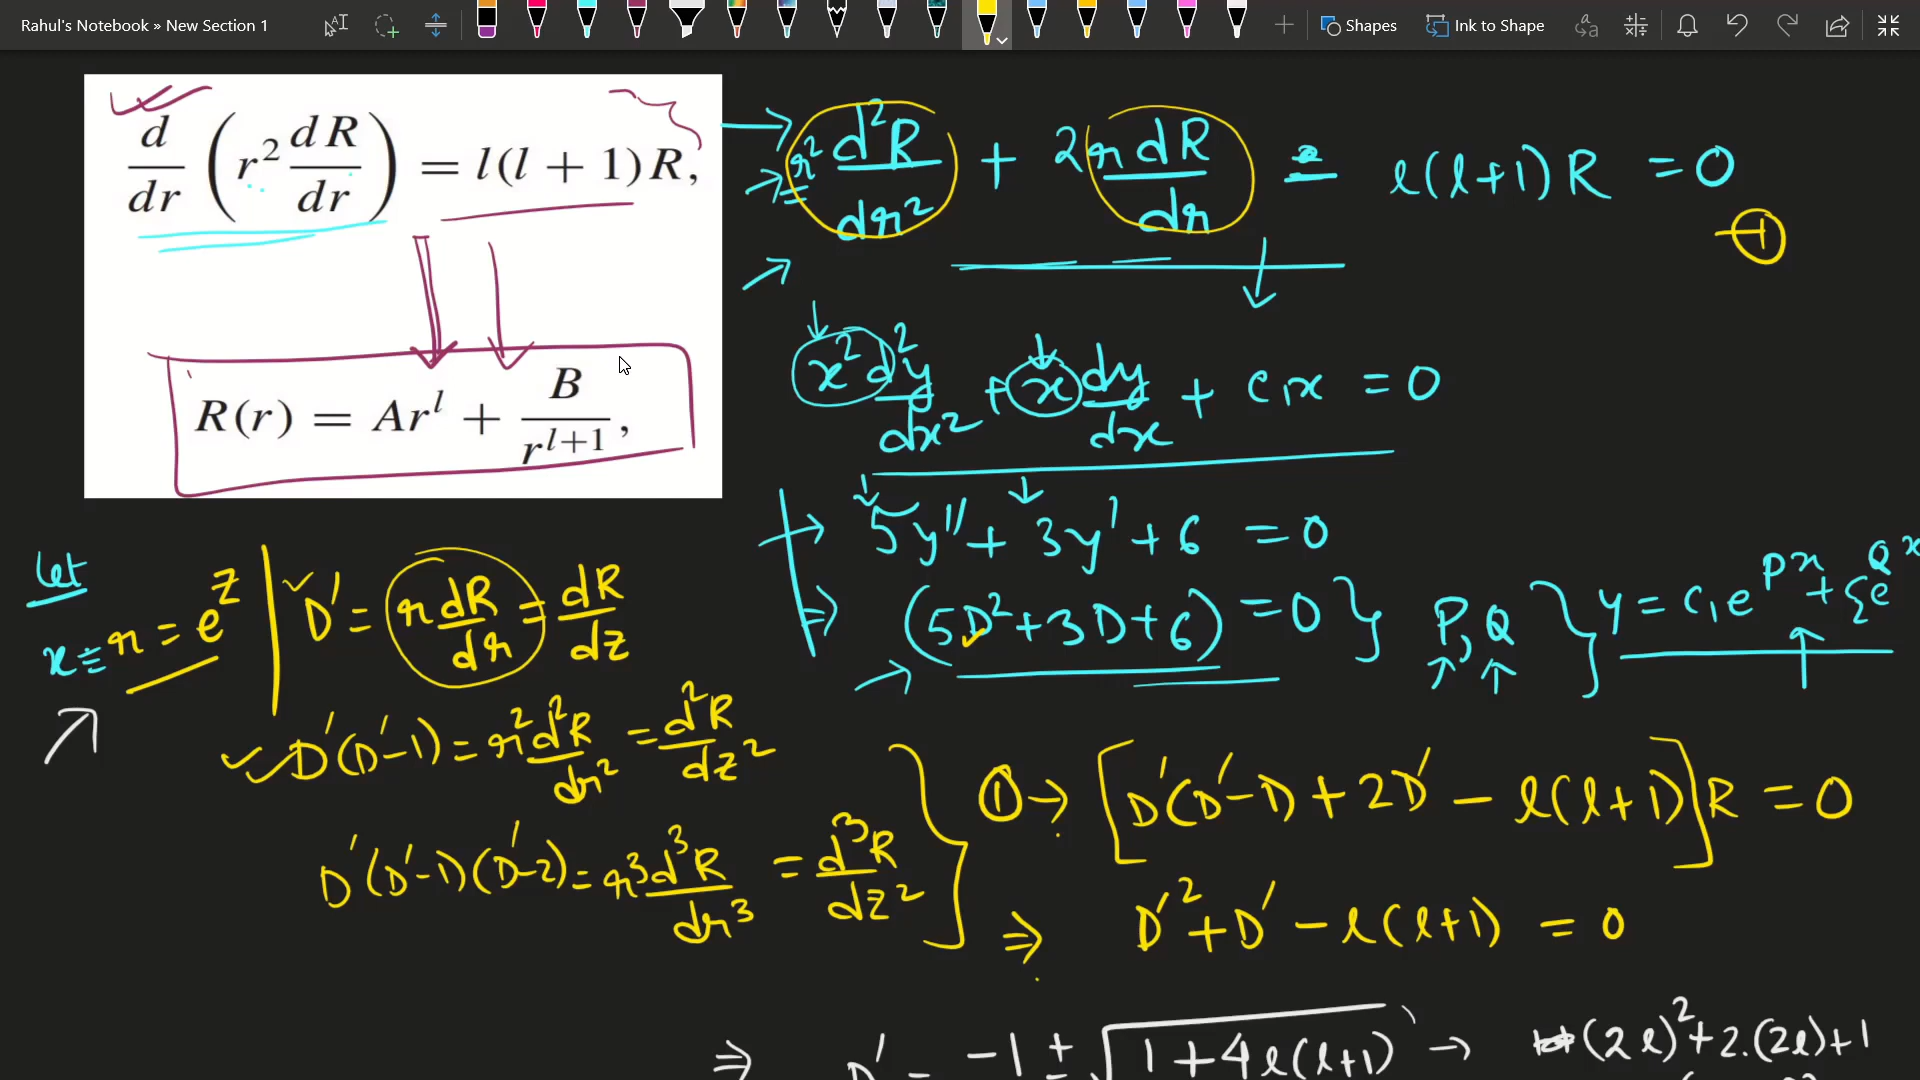 Rahul's Notebook » New Section 1
Shapes
Ink to Shape
d/dr (r² dR/dr) = l(l + 1)R,
R(r) = Ar^l + B/r^(l+1),
r² d²R/dr² + 2r dR/dr - l(l+1)R = 0
①
x² d²y/dx² + x dy/dx + c₁x = 0
5y'' + 3y' + 6 = 0
⇒ (5D² + 3D + 6) = 0 } P, Q } y = c₁e^(Px) + c₂e^(Qx)
Let
x = r = e^z | D' = r dR/dr = dR/dz
D'(D'-1) = r² d²R/dr² = d²R/dz²
D'(D'-1)(D'-2) = r³ d³R/dr³ = d³R/dz²
① → [D'(D'-1) + 2D' - l(l+1)]R = 0
⇒ D'² + D' - l(l+1) = 0
⇒ D' = -1 ± √1+4l(l+1) → (2l)² + 2.(2l)+1